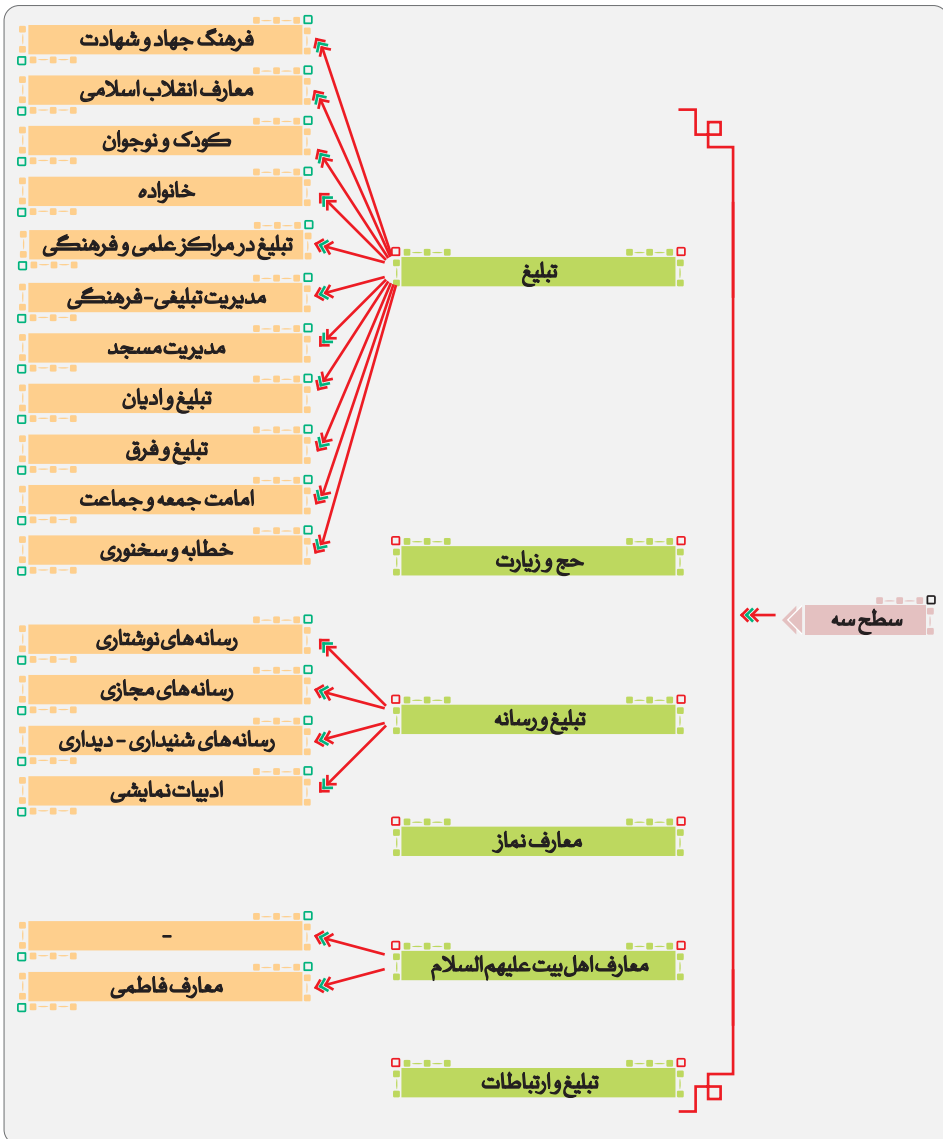 سطح سه
تبلیغ
فرهنگ جهاد و شهادت
معارف انقلاب اسلامی
کودک و نوجوان
خانواده
تبلیغ در مراکز علمی و فرهنگی
مدیریت تبلیغی-فرهنگی
مدیریت مسجد
تبلیغ و ادیان
تبلیغ و فرق
امامت جمعه و جماعت
خطابه و سخنوری
حج و زیارت
تبلیغ و رسانه
رسانه‌های نوشتاری
رسانه‌های مجازی
رسانه‌های شنیداری - دیداری
ادبیات نمایشی
معارف نماز
معارف اهل بیت علیهم السلام
-
معارف فاطمی
تبلیغ و ارتباطات